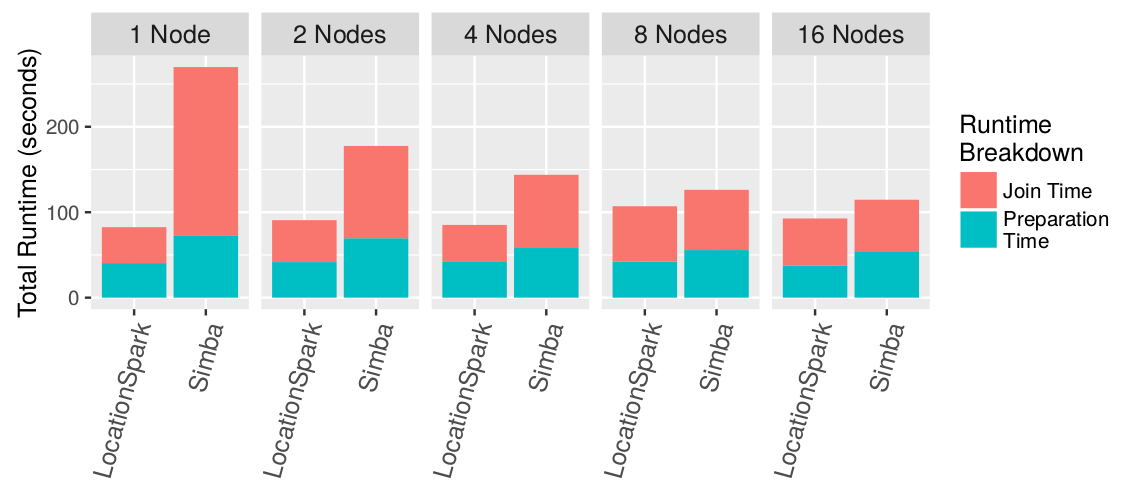 1 Node
2 Nodes
4 Nodes
8 Nodes
16 Nodes
Total Runtime (seconds)
200
100
0
LocationSpark
Simba
LocationSpark
Simba
LocationSpark
Simba
LocationSpark
Simba
LocationSpark
Simba
Runtime
Breakdown
Join Time
Preparation
Time